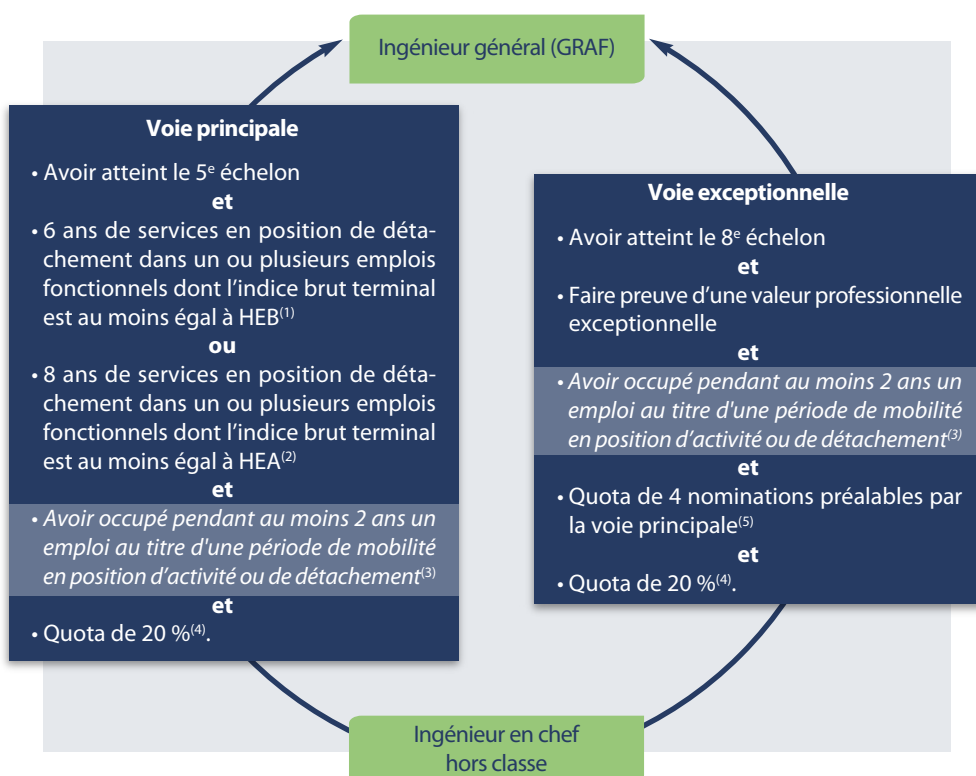 Ingénieur général (GRAF)
Voie principale
• Avoir atteint le 5e échelon
et
• 6 ans de services en position de déta-
chement dans un ou plusieurs emplois
fonctionnels dont l’indice brut terminal
est au moins égal à HEB(1)
ou
• 8 ans de services en position de déta-
chement dans un ou plusieurs emplois
fonctionnels dont l’indice brut terminal
est au moins égal à HEA(2)
et
• Avoir occupé pendant au moins 2 ans un
emploi au titre d'une période de mobilité
en position d’activité ou de détachement(3)
et
• Quota de 20 %(4).
Voie exceptionnelle
• Avoir atteint le 8e échelon
et
• Faire preuve d’une valeur professionnelle
exceptionnelle
et
• Avoir occupé pendant au moins 2 ans un
emploi au titre d'une période de mobilité
en position d’activité ou de détachement(3)
et
• Quota de 4 nominations préalables par
la voie principale(5)
et
• Quota de 20 %(4).
Ingénieur en chef
hors classe